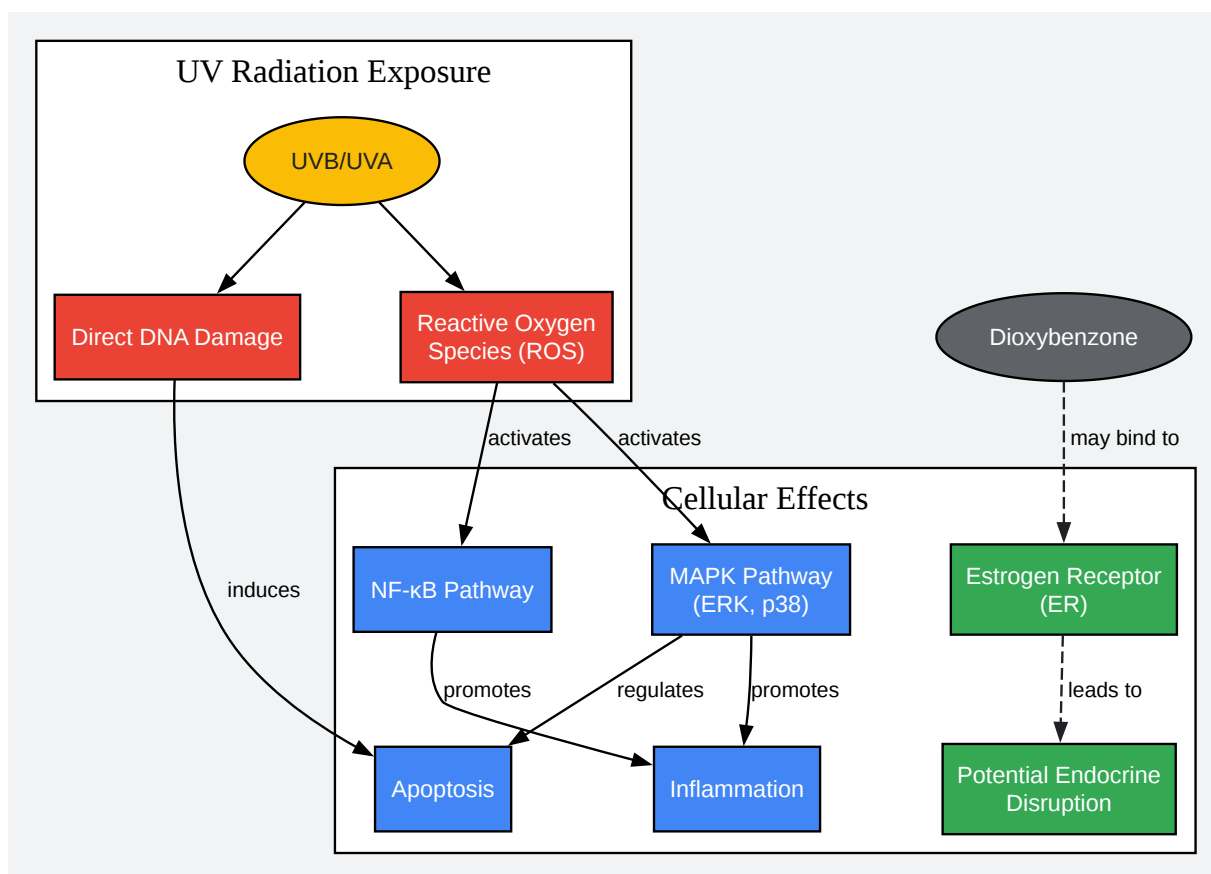 UV Radiation Exposure
UVB/UVA
Direct DNA Damage
Reactive Oxygen
Species (ROS)
Dioxybenzone
activates
activates
may bind to
Cellular Effects
NF-κB Pathway
MAPK Pathway
(ERK, p38)
Estrogen Receptor
(ER)
induces
promotes
regulates
promotes
leads to
Apoptosis
Inflammation
Potential Endocrine
Disruption